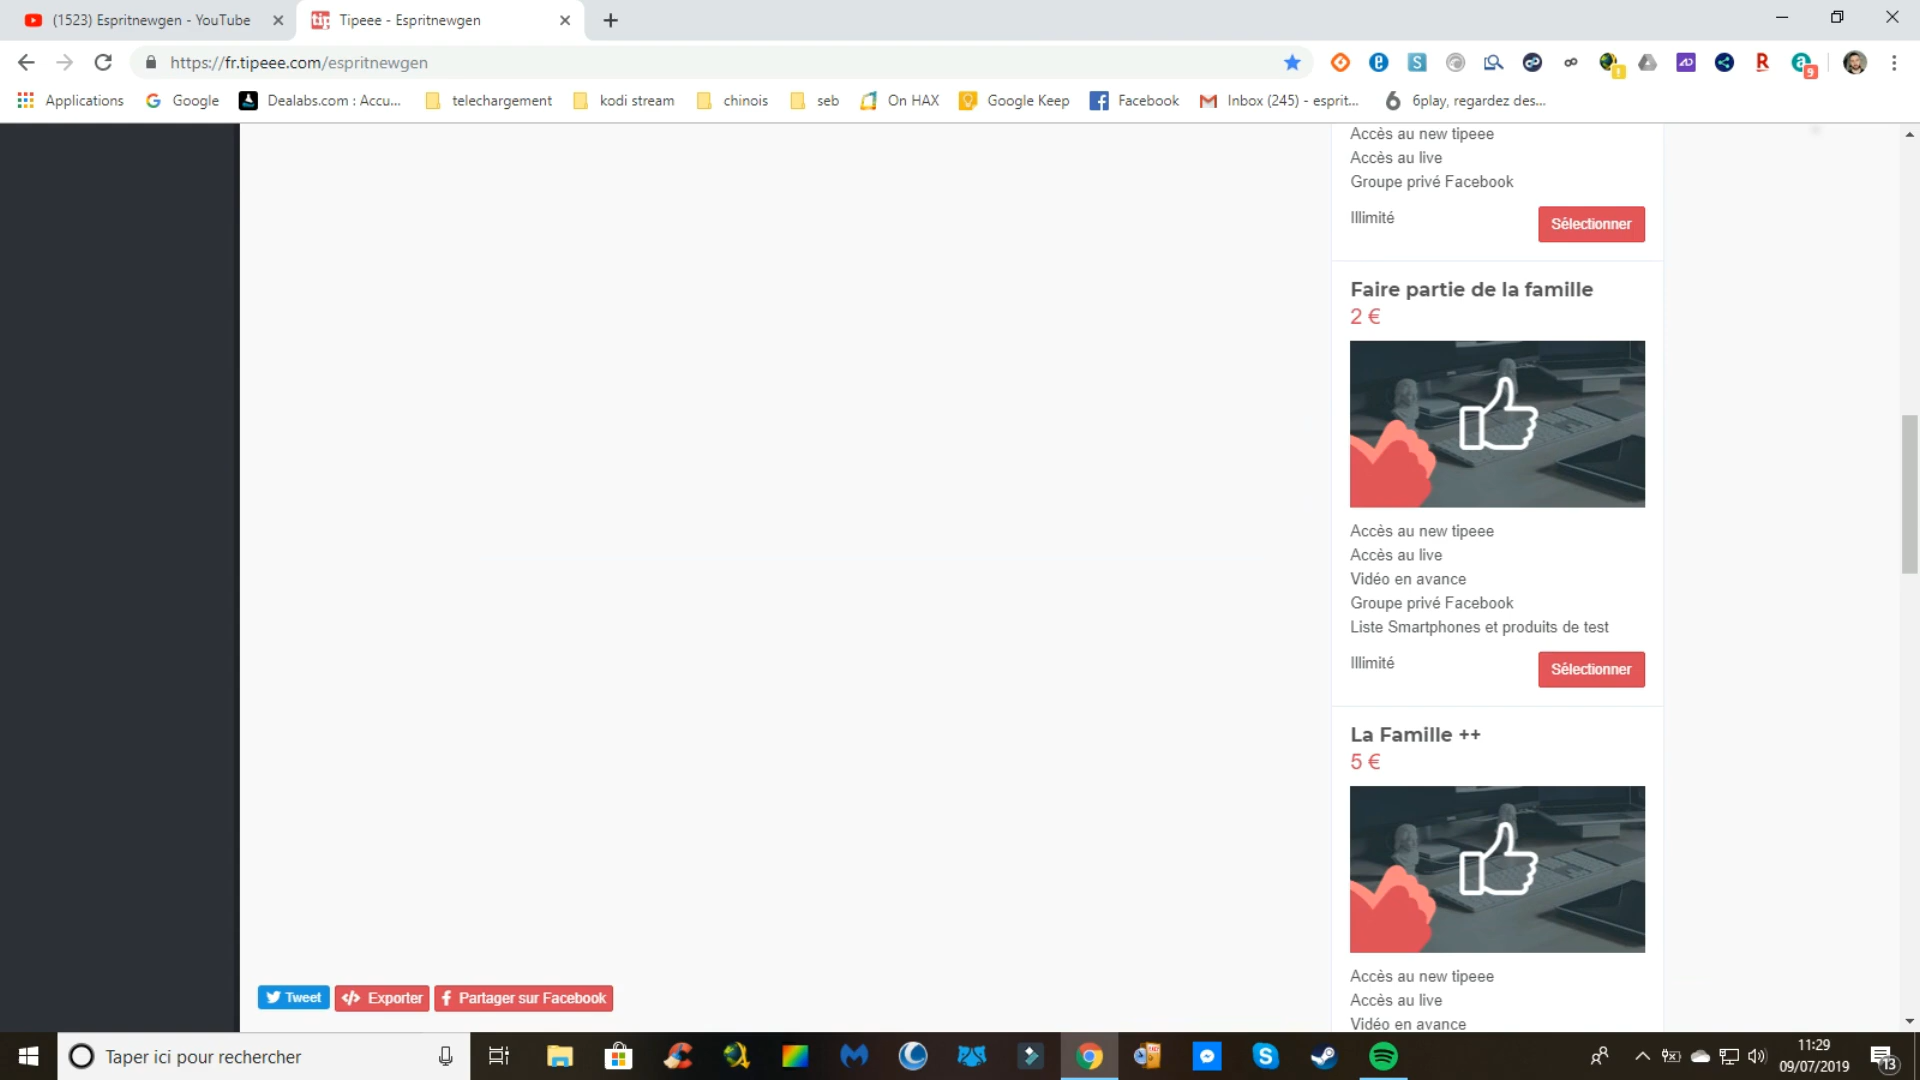 (1523) Espritnewgen - YouTube
Tipeee - Espritnewgen
https://fr.tipeee.com/espritnewgen
Applications
Google
Dealabs.com : Accu...
telechargement
kodi stream
chinois
seb
On HAX
Google Keep
Facebook
Inbox (245) - esprit...
6play, regardez des...
Accès au new tipeee
Accès au live
Groupe privé Facebook
Illimité
Sélectionner
Faire partie de la famille
2 €
Accès au new tipeee
Accès au live
Vidéo en avance
Groupe privé Facebook
Liste Smartphones et produits de test
Illimité
Sélectionner
La Famille ++
5 €
Accès au new tipeee
Accès au live
Vidéo en avance
Tweet
Exporter
Partager sur Facebook
Taper ici pour rechercher
11:29
09/07/2019
13